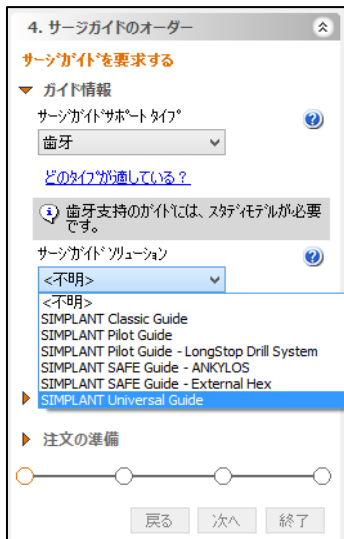 4. サージガイドのオーダー
サージガイドを要求する
ガイド情報
サージガイドサポート タイプ
歯牙
どのタイプが適している？
歯牙支持のガイドには、スタディモデルが必要
です。
サージガイド ソリューション
<不明>
<不明>
SIMPLANT Classic Guide
SIMPLANT Pilot Guide
SIMPLANT Pilot Guide - LongStop Drill System
SIMPLANT SAFE Guide - ANKYLOS
SIMPLANT SAFE Guide - External Hex
SIMPLANT Universal Guide
注文の準備
戻る
次へ
終了